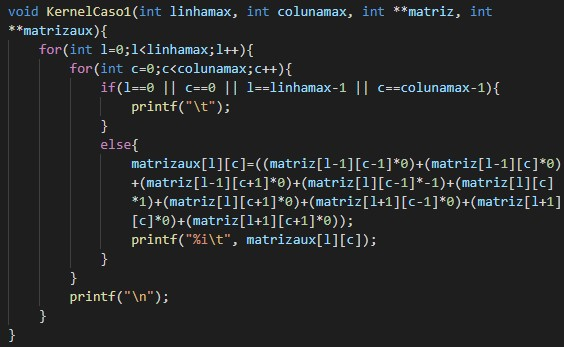 void KernelCaso1(int linhamax, int colunamax, int **matriz, int
**matrizaux){
    for(int l=0;l<linhamax;l++){
        for(int c=0;c<colunamax;c++){
            if(l==0 || c==0 || l==linhamax-1 || c==colunamax-1){
                printf("\t");
            }
            else{
                matrizaux[l][c]=((matriz[l-1][c-1]*0)+(matriz[l-1][c]*0)
                +(matriz[l-1][c+1]*0)+(matriz[l][c-1]*-1)+(matriz[l][c]
                *1)+(matriz[l][c+1]*0)+(matriz[l+1][c-1]*0)+(matriz[l+1]
                [c]*0)+(matriz[l+1][c+1]*0));
                printf("%i\t", matrizaux[l][c]);
            }
        }
        printf("\n");
    }
}